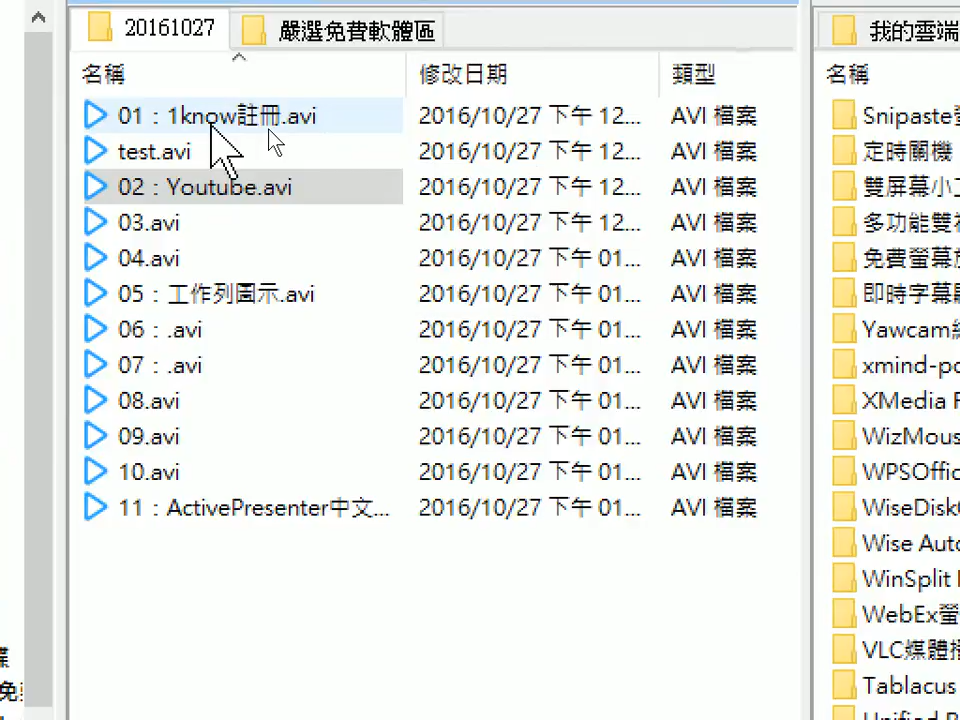 20161027
嚴選免費軟體區
名稱 修改日期 類型
01：1know註冊.avi 2016/10/27 下午 12... AVI 檔案
test.avi 2016/10/27 下午 12... AVI 檔案
02：Youtube.avi 2016/10/27 下午 12... AVI 檔案
03.avi 2016/10/27 下午 12... AVI 檔案
04.avi 2016/10/27 下午 01... AVI 檔案
05：工作列圖示.avi 2016/10/27 下午 01... AVI 檔案
06：.avi 2016/10/27 下午 01... AVI 檔案
07：.avi 2016/10/27 下午 01... AVI 檔案
08.avi 2016/10/27 下午 01... AVI 檔案
09.avi 2016/10/27 下午 01... AVI 檔案
10.avi 2016/10/27 下午 01... AVI 檔案
11：ActivePresenter中文... 2016/10/27 下午 01... AVI 檔案
我的雲端
名稱
Snipaste
定時關機
雙屏幕小
多功能雙
免費螢幕
即時字幕
Yawcam
xmind-po
XMedia
WizMous
WPSOffic
WiseDisk
Wise Auto
WinSplit
WebEx螢
VLC媒體播
Tablacus
免